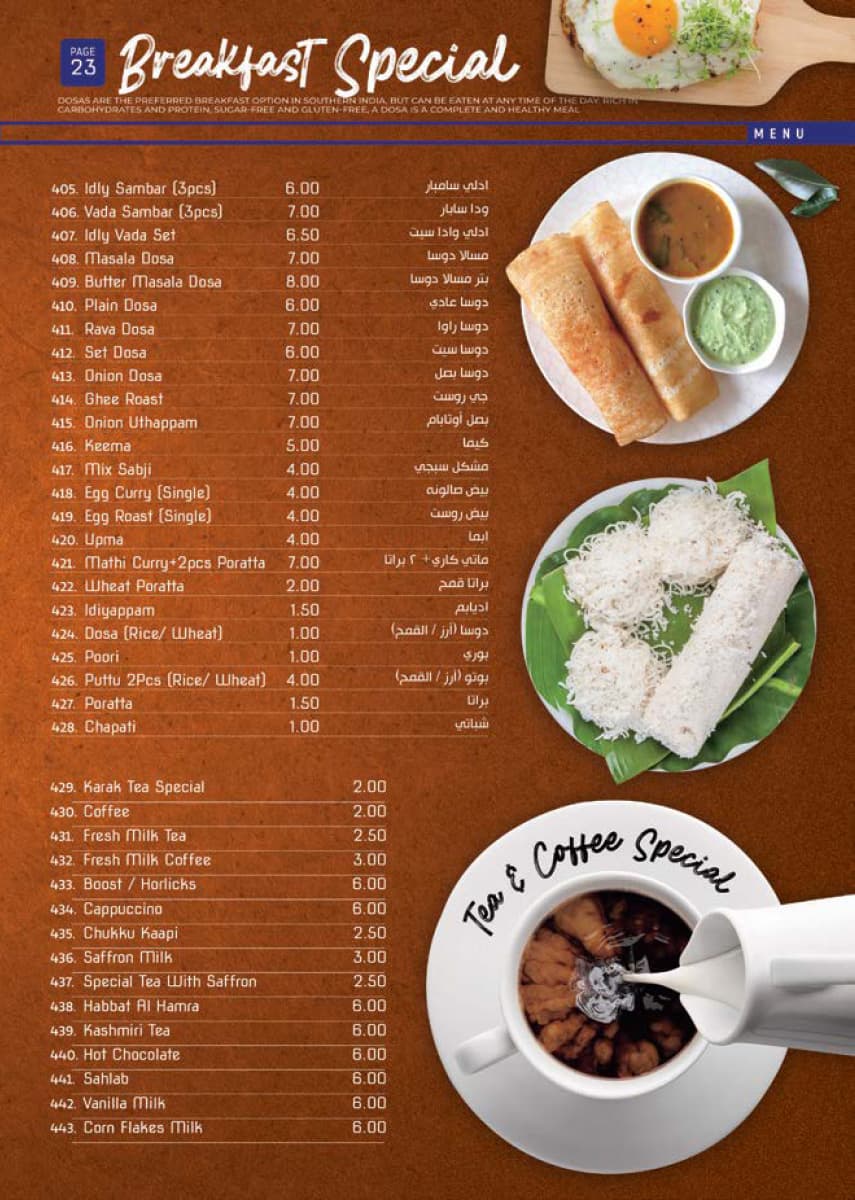 PAGE
23
Breakfast Special
DOSAS ARE THE PREFERRED BREAKFAST OPTION IN SOUTHERN INDIA, BUT CAN BE EATEN AT ANY TIME OF THE DAY. RICH IN
CARBOHYDRATES AND PROTEIN, SUGAR-FREE AND GLUTEN-FREE, A DOSA IS A COMPLETE AND HEALTHY MEAL
MENU
405. Idly Sambar (3pcs) 6.00 ادلي سامبار
406. Vada Sambar (3pcs) 7.00 ودا سابار
407. Idly Vada Set 6.50 ادلي وادا سيت
408. Masala Dosa 7.00 مسالا دوسا
409. Butter Masala Dosa 8.00 بتر مسالا دوسا
410. Plain Dosa 6.00 دوسا عادي
411. Rava Dosa 7.00 دوسا راوا
412. Set Dosa 6.00 دوسا سيت
413. Onion Dosa 7.00 دوسا بصل
414. Ghee Roast 7.00 جي روست
415. Onion Uthappam 7.00 بصل أوتابام
416. Keema 5.00 كيما
417. Mix Sabji 4.00 مشكل سبجي
418. Egg Curry (Single) 4.00 بيض صالونه
419. Egg Roast (Single) 4.00 بيض روست
420. Upma 4.00 ابما
421. Mathi Curry+2pcs Poratta 7.00 ماتي كاري+ ٢ براتا
422. Wheat Poratta 2.00 براتا قمح
423. Idiyappam 1.50 اديابم
424. Dosa (Rice/ Wheat) 1.00 دوسا (أرز / القمح)
425. Poori 1.00 بوري
426. Puttu 2Pcs (Rice/ Wheat) 4.00 بوتو (أرز / القمح)
427. Poratta 1.50 براتا
428. Chapati 1.00 شباتي
429. Karak Tea Special 2.00
430. Coffee 2.00
431. Fresh Milk Tea 2.50
432. Fresh Milk Coffee 3.00
433. Boost / Horlicks 6.00
434. Cappuccino 6.00
435. Chukku Kaapi 2.50
436. Saffron Milk 3.00
437. Special Tea With Saffron 2.50
438. Habbat Al Hamra 6.00
439. Kashmiri Tea 6.00
440. Hot Chocolate 6.00
441. Sahlab 6.00
442. Vanilla Milk 6.00
443. Corn Flakes Milk 6.00
Tea & Coffee Special